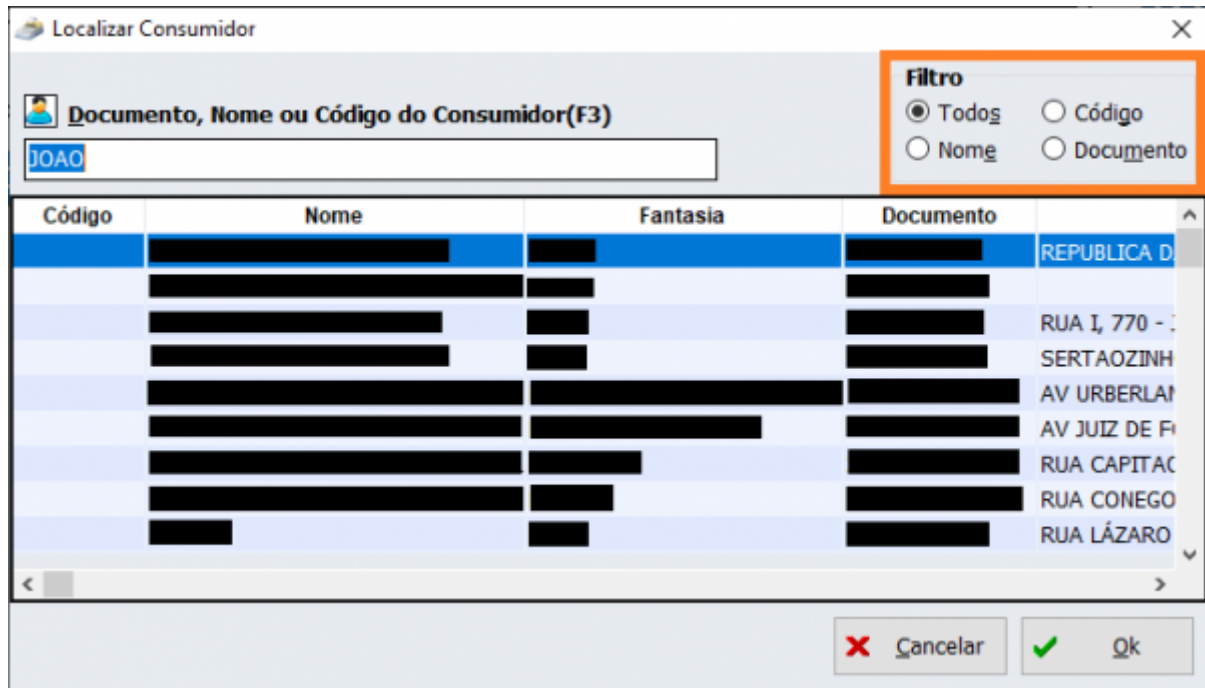 Localizar Consumidor
Documento, Nome ou Código do Consumidor(F3)
JOAO
Filtro
Todos Código
Nome Documento
Código Nome Fantasia Documento
REPUBLICA D
RUA I, 770 -
SERTAOZINH
AV URBERLAN
AV JUIZ DE F
RUA CAPITAO
RUA CONEGO
RUA LÁZARO
Cancelar Ok